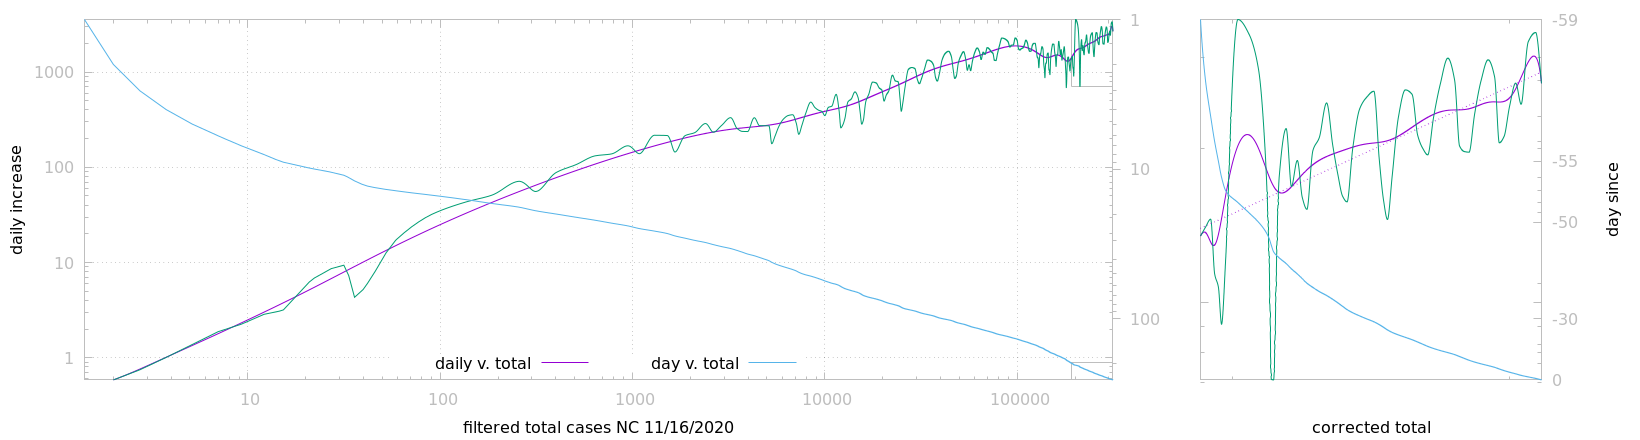 daily increase
1000
100
10
1
daily v. total
day v. total
10
100
1000
10000
100000
filtered total cases NC 11/16/2020
1
10
100
-59
-55
-50
-30
0
day since
corrected total